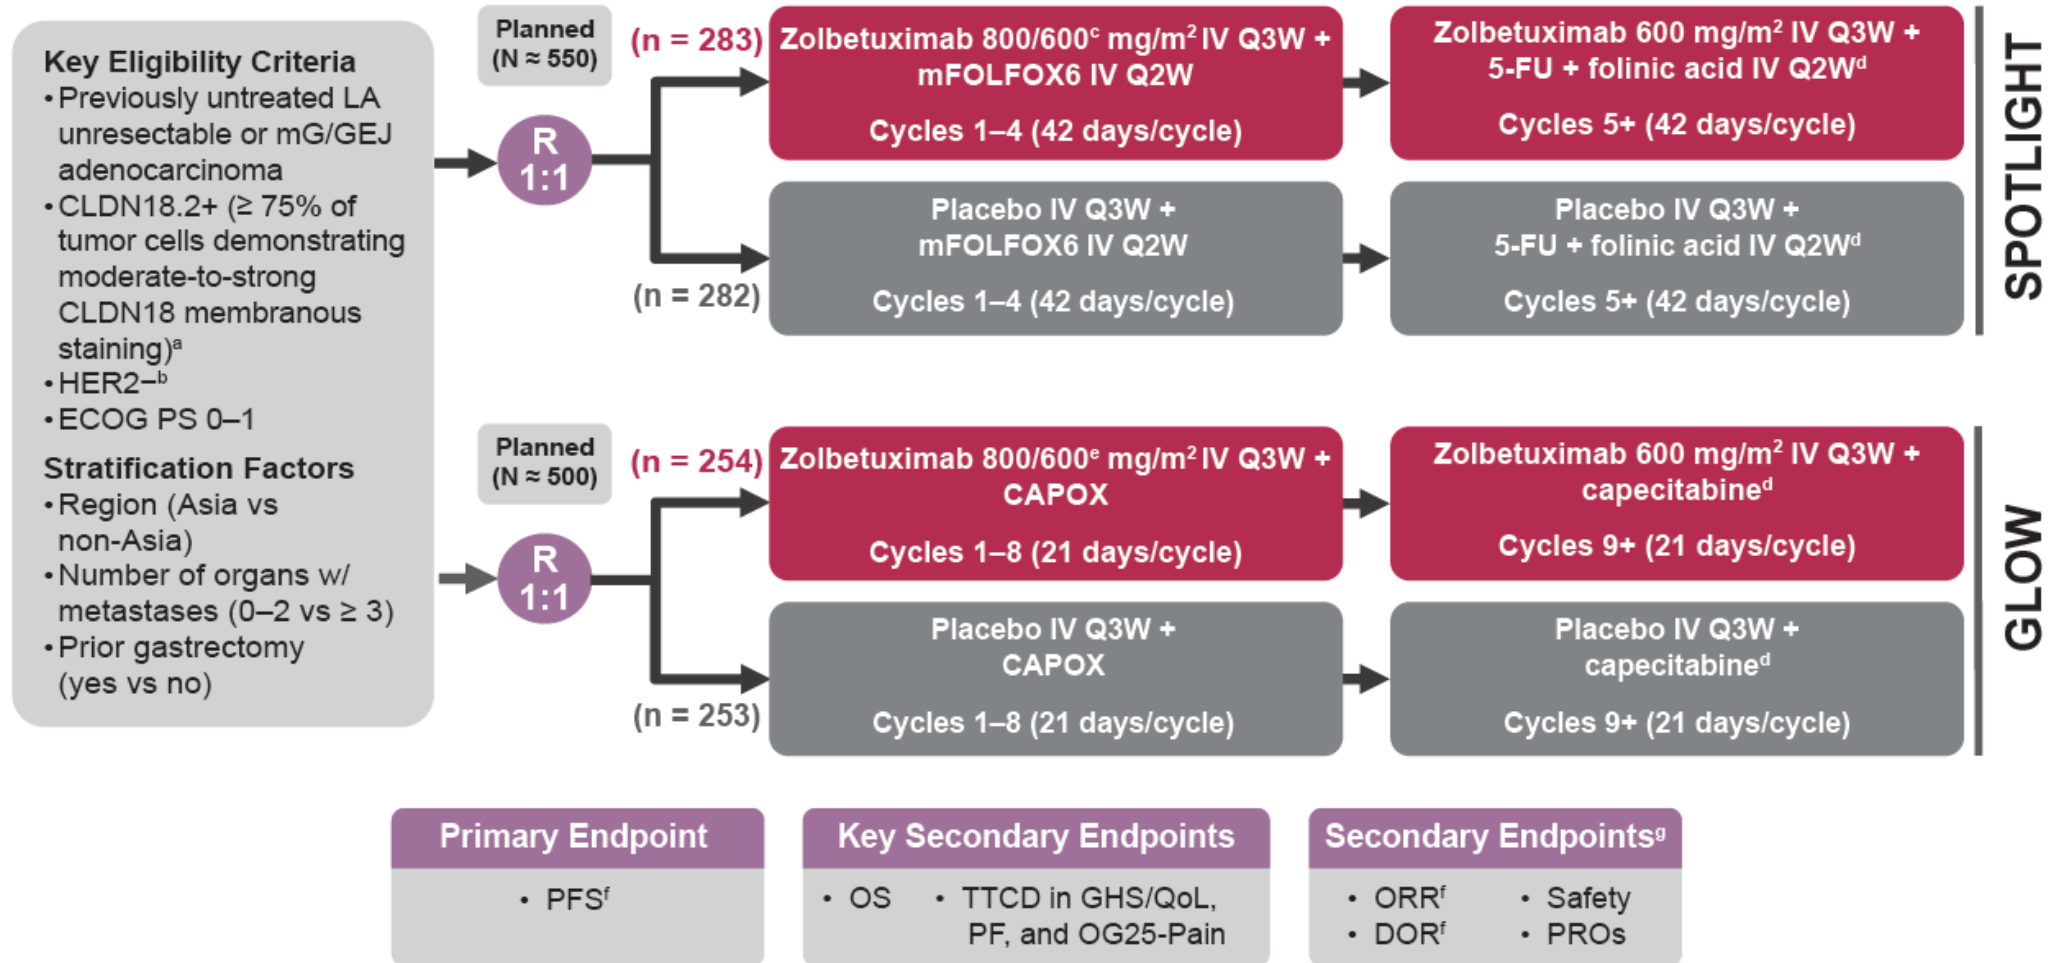 Key Eligibility Criteria
•Previously untreated LA
unresectable or mG/GEJ
adenocarcinoma
•CLDN18.2+ (≥ 75% of
tumor cells demonstrating
moderate-to-strong
CLDN18 membranous
staining)ᵃ
•HER2–ᵇ
•ECOG PS 0–1
Stratification Factors
•Region (Asia vs
non-Asia)
•Number of organs w/
metastases (0–2 vs ≥ 3)
•Prior gastrectomy
(yes vs no)
Planned
(N ≈ 550)
R
1:1
(n = 283)
Zolbetuximab 800/600ᶜ mg/m² IV Q3W +
mFOLFOX6 IV Q2W
Cycles 1–4 (42 days/cycle)
Zolbetuximab 600 mg/m² IV Q3W +
5-FU + folinic acid IV Q2Wᵈ
Cycles 5+ (42 days/cycle)
(n = 282)
Placebo IV Q3W +
mFOLFOX6 IV Q2W
Cycles 1–4 (42 days/cycle)
Placebo IV Q3W +
5-FU + folinic acid IV Q2Wᵈ
Cycles 5+ (42 days/cycle)
SPOTLIGHT
Planned
(N ≈ 500)
R
1:1
(n = 254)
Zolbetuximab 800/600ᵉ mg/m² IV Q3W +
CAPOX
Cycles 1–8 (21 days/cycle)
Zolbetuximab 600 mg/m² IV Q3W +
capecitabineᵈ
Cycles 9+ (21 days/cycle)
(n = 253)
Placebo IV Q3W +
CAPOX
Cycles 1–8 (21 days/cycle)
Placebo IV Q3W +
capecitabineᵈ
Cycles 9+ (21 days/cycle)
GLOW
Primary Endpoint
• PFSᶠ
Key Secondary Endpoints
• OS
• TTCD in GHS/QoL,
PF, and OG25-Pain
Secondary Endpointsᵍ
• ORRᶠ
• DORᶠ
• Safety
• PROs